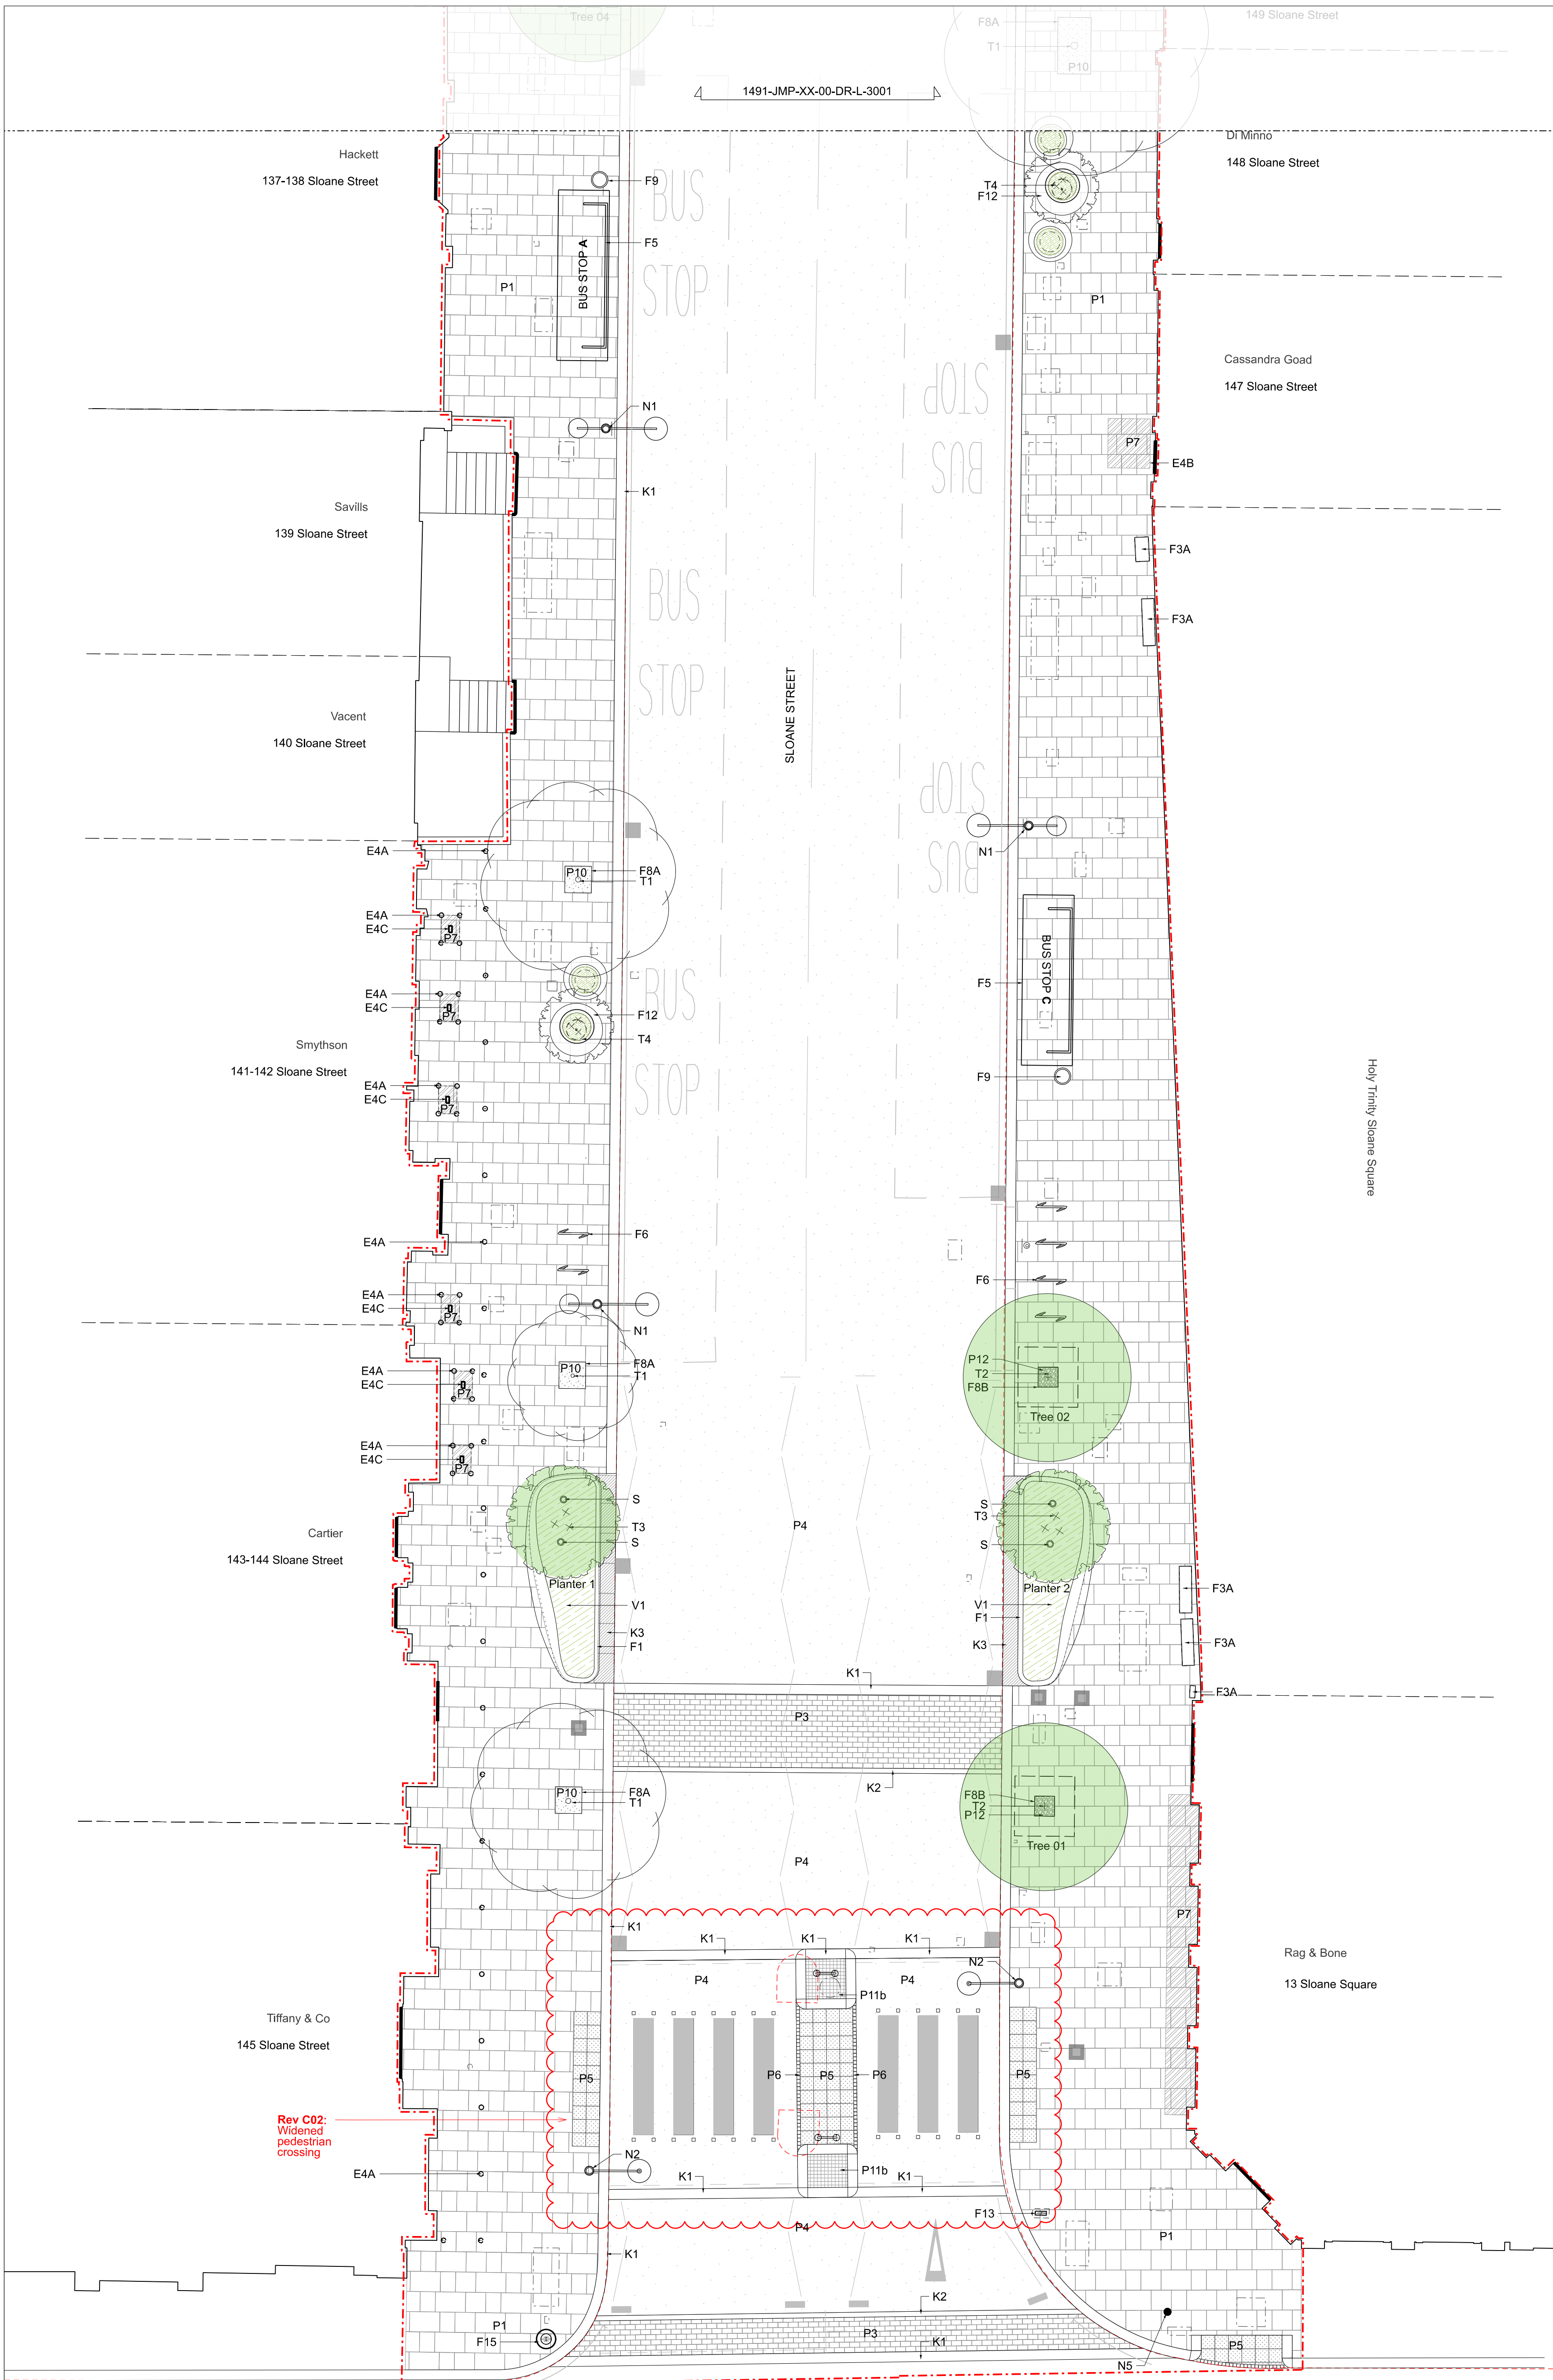 Tree 04
F8A
T1
P10
149 Sloane Street
1491-JMP-XX-00-DR-L-3001
Hackett
137-138 Sloane Street
F9
BUS
STOP
F5
BUS STOP A
P1
T4
F12
Di Minno
148 Sloane Street
P1
Cassandra Goad
147 Sloane Street
STOP
BUS
N1
P7
E4B
K1
Savills
139 Sloane Street
F3A
F3A
BUS
STOP
SLOANE STREET
Vacent
140 Sloane Street
STOP
BUS
N1
E4A
P10
F8A
T1
E4A
E4C
P7
E4A
E4C
P7
F12
T4
BUS
STOP
F5
BUS STOP C
F9
Smythson
141-142 Sloane Street
E4A
E4C
P7
Holy Trinity Sloane Square
E4A
F6
F6
E4A
E4C
P7
N1
P10
F8A
T1
E4A
E4C
P7
P12
T2
F8B
Tree 02
E4A
E4C
P7
S
T3
S
Planter 1
V1
K3
F1
P4
S
T3
S
Planter 2
V1
F1
K3
Cartier
143-144 Sloane Street
F3A
F3A
F3A
K1
P3
K2
P10
F8A
T1
F8B
T2
P12
Tree 01
P4
P7
K1
K1
K1
K1
N2
P4
P4
P11b
Rag & Bone
13 Sloane Square
Tiffany & Co
145 Sloane Street
P5
P6
P5
P6
P5
Rev C02:
Widened
pedestrian
crossing
E4A
N2
P11b
K1
K1
F13
P4
P1
K1
K2
P1
F15
P3
K1
N5
P5